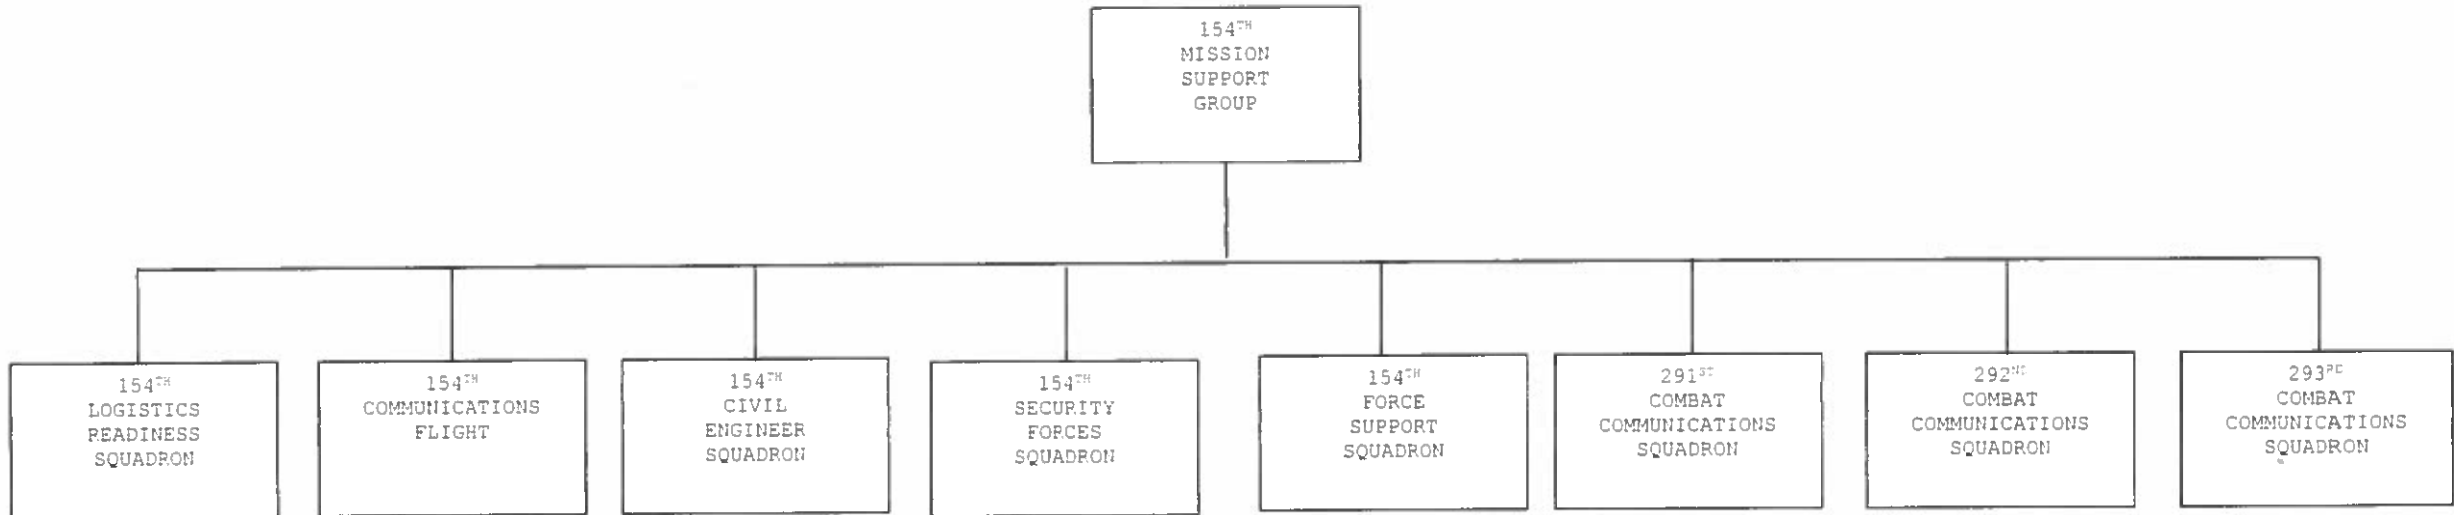 154TH
MISSION
SUPPORT
GROUP
154TH
LOGISTICS
READINESS
SQUADRON
154TH
COMMUNICATIONS
FLIGHT
154TH
CIVIL
ENGINEER
SQUADRON
154TH
SECURITY
FORCES
SQUADRON
154TH
FORCE
SUPPORT
SQUADRON
291ST
COMBAT
COMMUNICATIONS
SQUADRON
292ND
COMBAT
COMMUNICATIONS
SQUADRON
293RD
COMBAT
COMMUNICATIONS
SQUADRON